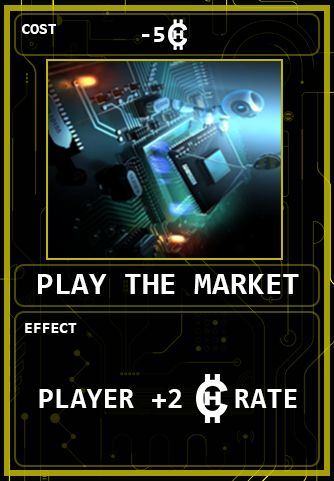 COST
-5
PLAY THE MARKET
EFFECT
PLAYER +2 RATE